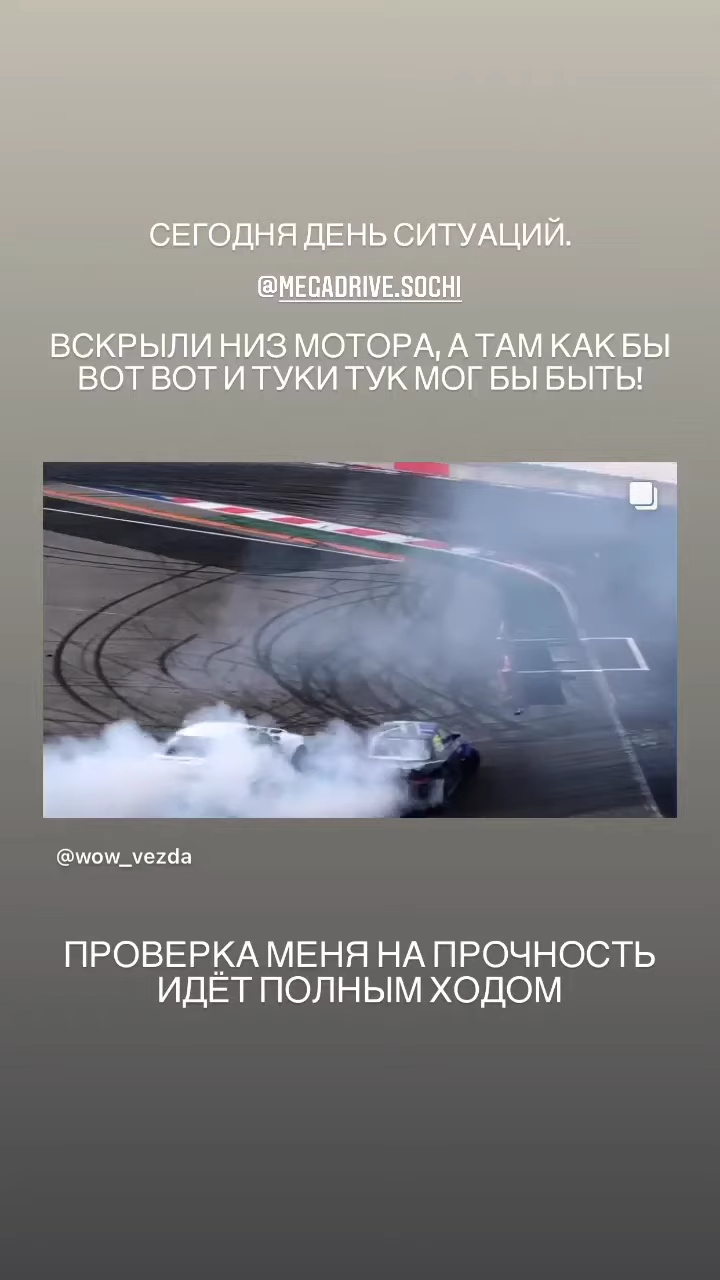 СЕГОДНЯ ДЕНЬ СИТУАЦИЙ.
@MEGADRIVE.SOCHI
ВСКРЫЛИ НИЗ МОТОРА, А ТАМ КАК БЫ
ВОТ ВОТ И ТУКИ ТУК МОГ БЫ БЫТЬ!
@wow_vezda
ПРОВЕРКА МЕНЯ НА ПРОЧНОСТЬ
ИДЁТ ПОЛНЫМ ХОДОМ